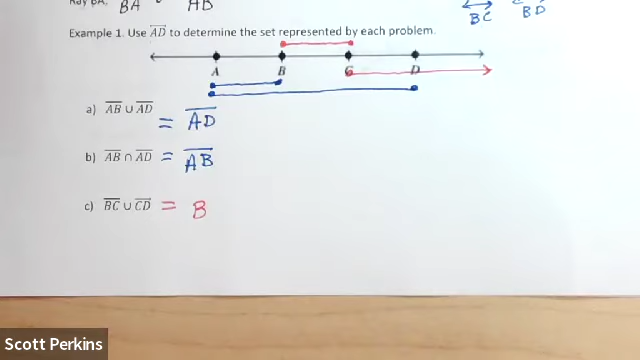 Ray BA, BA AB
BC BD
Example 1. Use AD to determine the set represented by each problem.
A B C D
a) AB ∪ AD = AD
b) AB ∩ AD = AB
c) BC ∪ CD = B
Scott Perkins